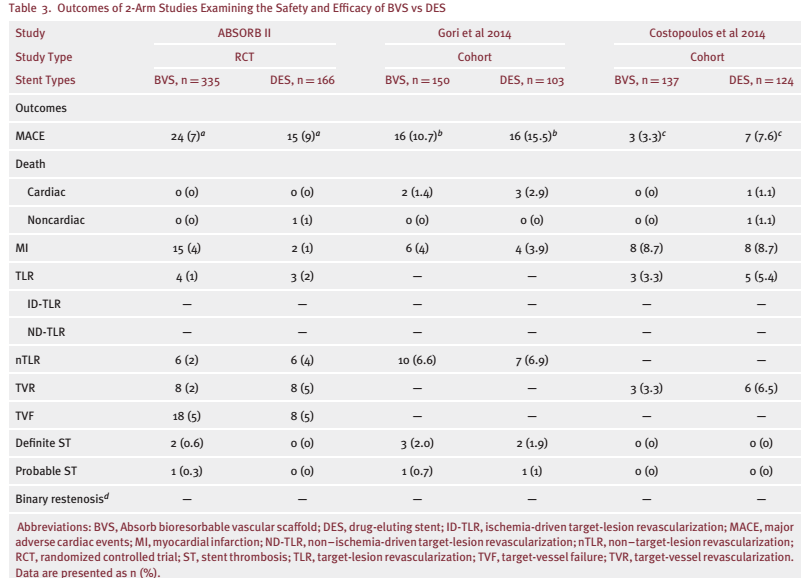 Table 3. Outcomes of 2-Arm Studies Examining the Safety and Efficacy of BVS vs DES
Study ABSORB II Gori et al 2014 Costopoulos et al 2014
Study Type RCT Cohort Cohort
Stent Types BVS, n = 335 DES, n = 166 BVS, n = 150 DES, n = 103 BVS, n = 137 DES, n = 124
Outcomes
MACE 24 (7)a 15 (9)a 16 (10.7)b 16 (15.5)b 3 (3.3)c 7 (7.6)c
Death
Cardiac 0 (0) 0 (0) 2 (1.4) 3 (2.9) 0 (0) 1 (1.1)
Noncardiac 0 (0) 1 (1) 0 (0) 0 (0) 0 (0) 1 (1.1)
MI 15 (4) 2 (1) 6 (4) 4 (3.9) 8 (8.7) 8 (8.7)
TLR 4 (1) 3 (2) — — 3 (3.3) 5 (5.4)
ID-TLR — — — — — —
ND-TLR — — — — — —
nTLR 6 (2) 6 (4) 10 (6.6) 7 (6.9) — —
TVR 8 (2) 8 (5) — — 3 (3.3) 6 (6.5)
TVF 18 (5) 8 (5) — — — —
Definite ST 2 (0.6) 0 (0) 3 (2.0) 2 (1.9) 0 (0) 0 (0)
Probable ST 1 (0.3) 0 (0) 1 (0.7) 1 (1) 0 (0) 0 (0)
Binary restenosisd — — — — — —
Abbreviations: BVS, Absorb bioresorbable vascular scaffold; DES, drug-eluting stent; ID-TLR, ischemia-driven target-lesion revascularization; MACE, major
adverse cardiac events; MI, myocardial infarction; ND-TLR, non–ischemia-driven target-lesion revascularization; nTLR, non–target-lesion revascularization;
RCT, randomized controlled trial; ST, stent thrombosis; TLR, target-lesion revascularization; TVF, target-vessel failure; TVR, target-vessel revascularization.
Data are presented as n (%).